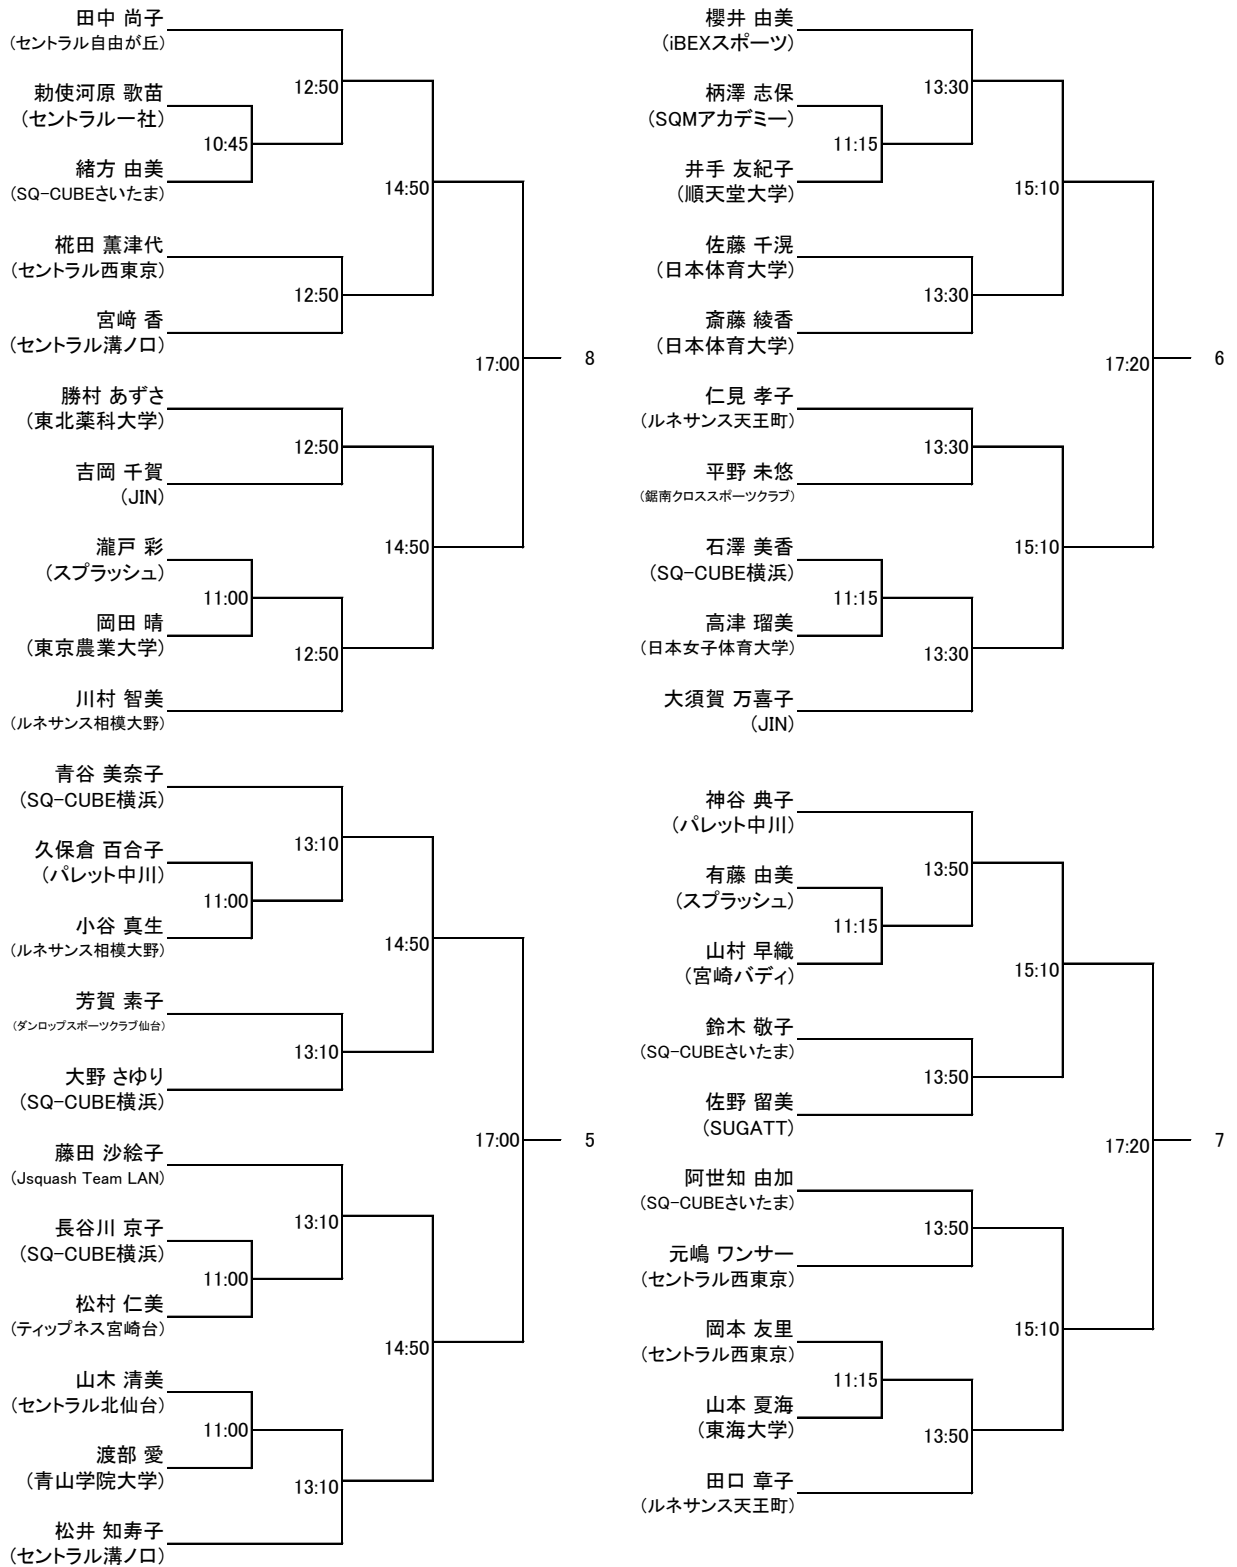 田中 尚子
(セントラル自由が丘)
12:50
勅使河原 歌苗
(セントラル一社)
10:45
緒方 由美
(SQ-CUBEさいたま)
14:50
椛田 薫津代
(セントラル西東京)
12:50
宮﨑 香
(セントラル溝ノ口)
17:00
8
勝村 あずさ
(東北薬科大学)
12:50
吉岡 千賀
(JIN)
14:50
瀧戸 彩
(スプラッシュ)
11:00
岡田 晴
(東京農業大学)
12:50
川村 智美
(ルネサンス相模大野)
青谷 美奈子
(SQ-CUBE横浜)
13:10
久保倉 百合子
(パレット中川)
11:00
小谷 真生
(ルネサンス相模大野)
14:50
芳賀 素子
(ダンロップスポーツクラブ仙台)
13:10
大野 さゆり
(SQ-CUBE横浜)
17:00
5
藤田 沙絵子
(Jsquash Team LAN)
13:10
長谷川 京子
(SQ-CUBE横浜)
11:00
松村 仁美
(ティップネス宮崎台)
14:50
山木 清美
(セントラル北仙台)
11:00
渡部 愛
(青山学院大学)
13:10
松井 知寿子
(セントラル溝ノ口)
櫻井 由美
(iBEXスポーツ)
13:30
柄澤 志保
(SQMアカデミー)
11:15
井手 友紀子
(順天堂大学)
15:10
佐藤 千滉
(日本体育大学)
13:30
斎藤 綾香
(日本体育大学)
17:20
6
仁見 孝子
(ルネサンス天王町)
13:30
平野 未悠
(鋸南クロススポーツクラブ)
15:10
石澤 美香
(SQ-CUBE横浜)
11:15
高津 瑠美
(日本女子体育大学)
13:30
大須賀 万喜子
(JIN)
神谷 典子
(パレット中川)
13:50
有藤 由美
(スプラッシュ)
11:15
山村 早織
(宮崎バディ)
15:10
鈴木 敬子
(SQ-CUBEさいたま)
13:50
佐野 留美
(SUGATT)
17:20
7
阿世知 由加
(SQ-CUBEさいたま)
13:50
元嶋 ワンサー
(セントラル西東京)
15:10
岡本 友里
(セントラル西東京)
11:15
山本 夏海
(東海大学)
13:50
田口 章子
(ルネサンス天王町)